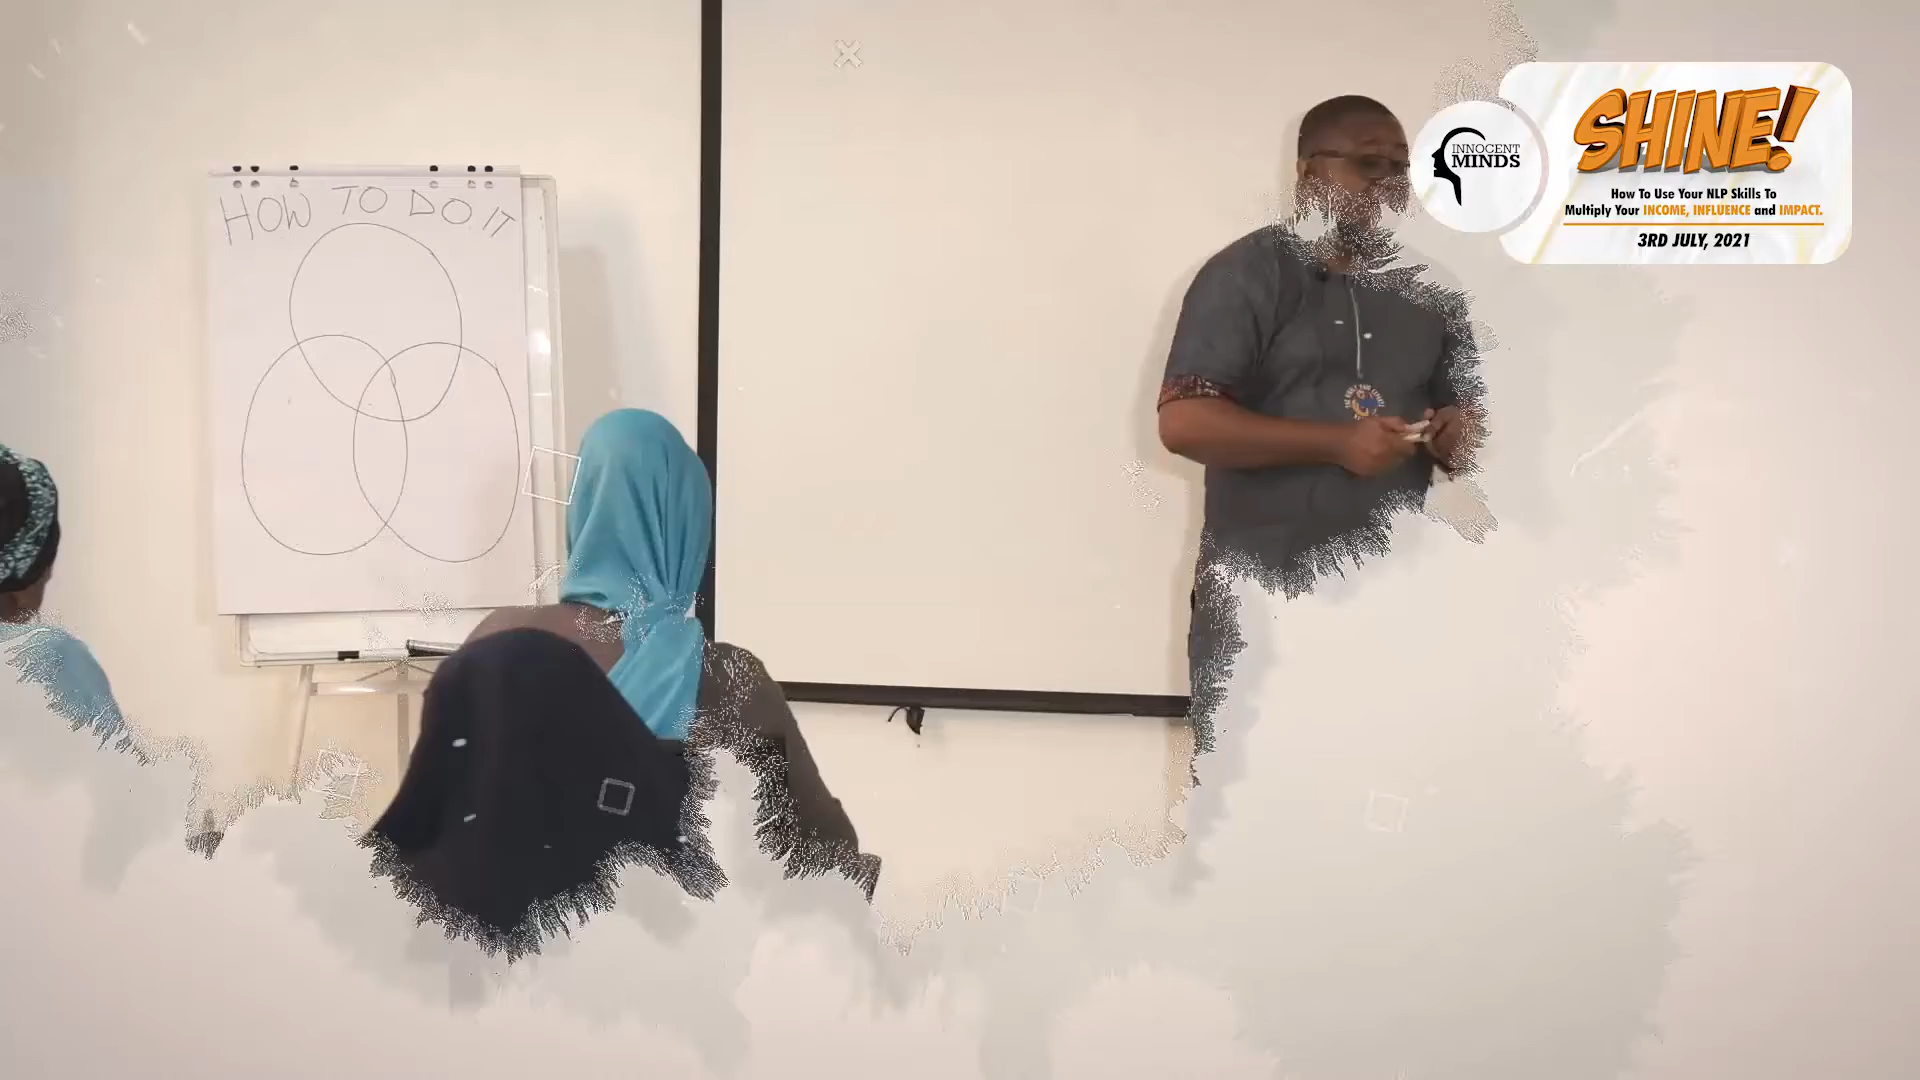 HOW TO DO IT
INNOCENT
MINDS
SHINE!
How To Use Your NLP Skills To
Multiply Your INCOME, INFLUENCE and IMPACT.
3RD JULY, 2021